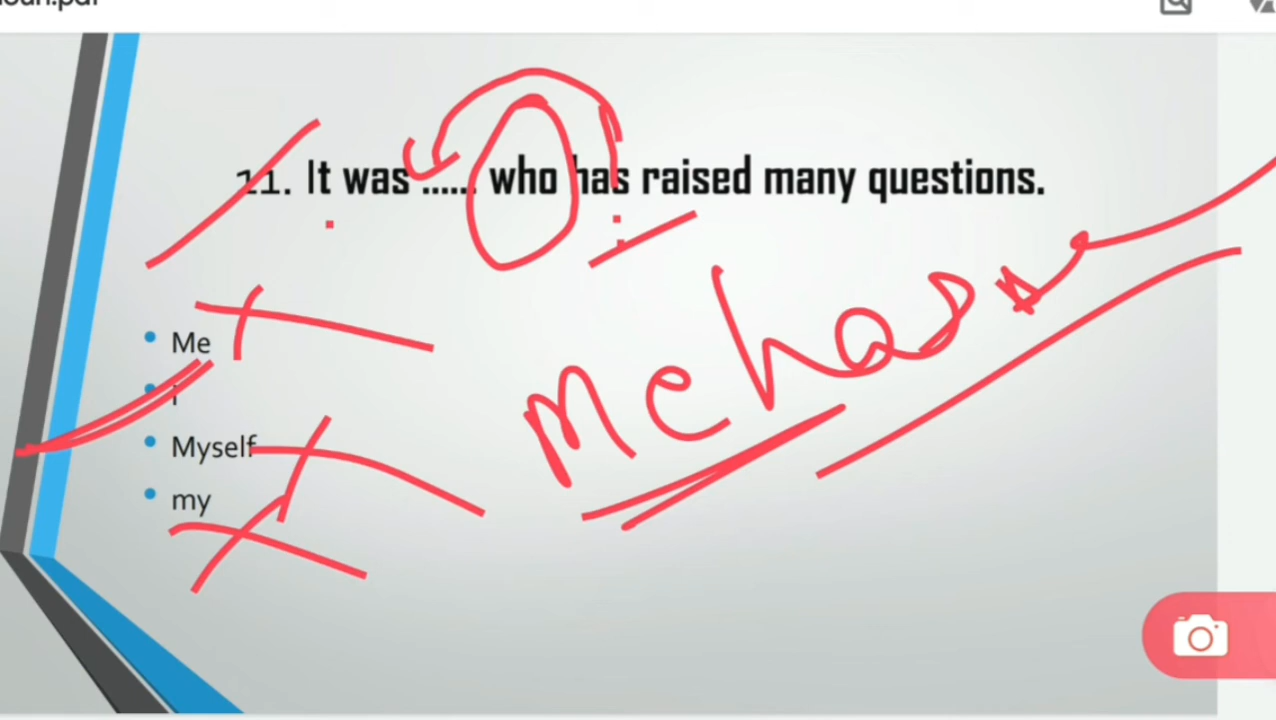 11. It was ...... who has raised many questions.
Me
i
Myself
my
Me has